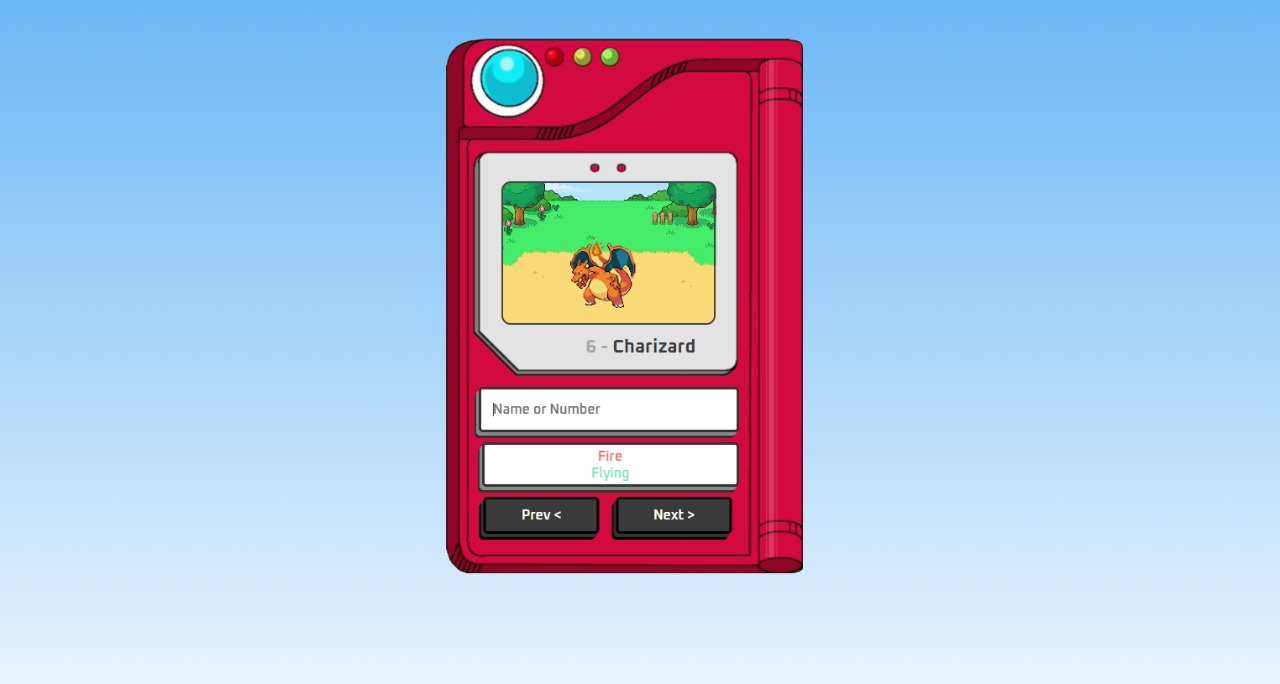 6 - Charizard
Name or Number
Fire
Flying
Prev <
Next >